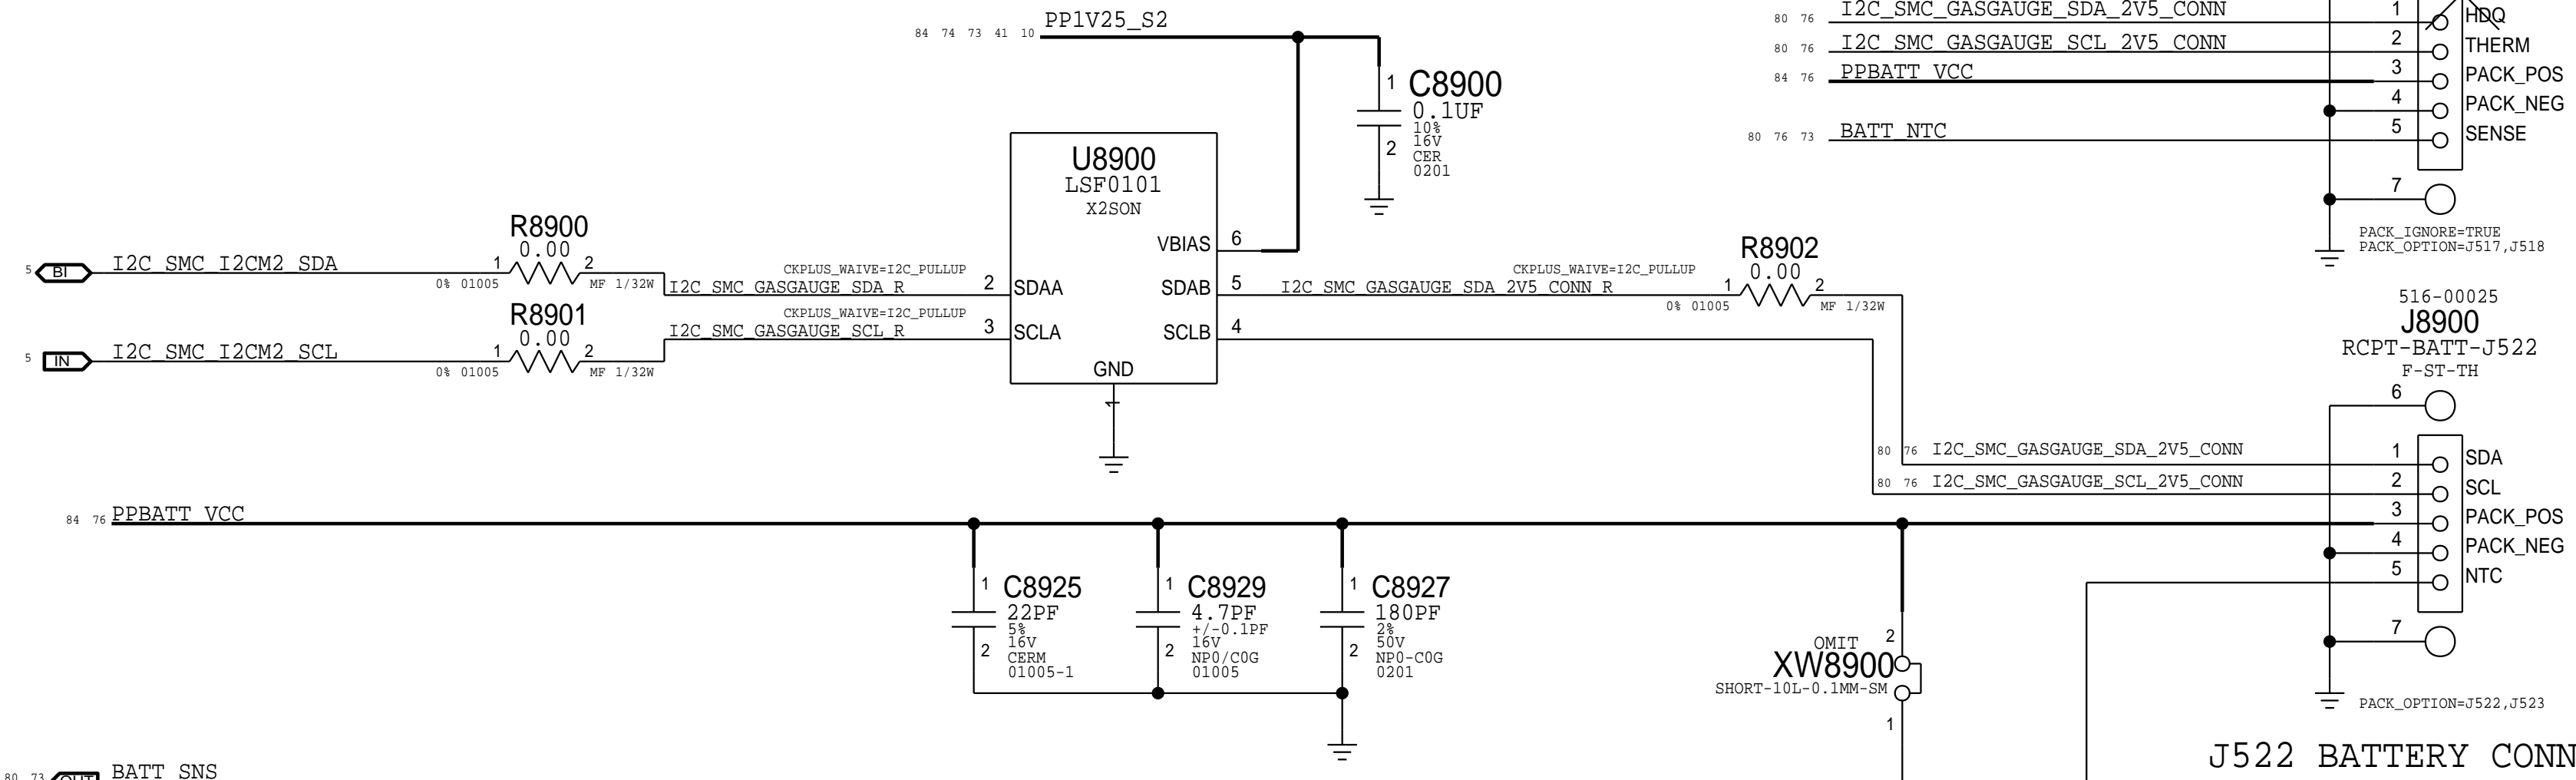 PP1V25_S2
84 74 73 41 10
C8900
0.1UF
10%
16V
CER
0201
1
2
80 76 I2C_SMC_GASGAUGE_SDA_2V5_CONN 1 HDQ
80 76 I2C_SMC_GASGAUGE_SCL_2V5_CONN 2 THERM
84 76 PPBATT_VCC 3 PACK_POS
4 PACK_NEG
80 76 73 BATT_NTC 5 SENSE
7
PACK_IGNORE=TRUE
PACK_OPTION=J517,J518
U8900
LSF0101
X2SON
VBIAS 6
2 SDAA
SDAB 5
3 SCLA
SCLB 4
GND
1
5 BI I2C_SMC_I2CM2_SDA
R8900
0.00
1 2
0% 01005 MF 1/32W
CKPLUS_WAIVE=I2C_PULLUP
I2C_SMC_GASGAUGE_SDA_R
5 IN I2C_SMC_I2CM2_SCL
R8901
0.00
1 2
0% 01005 MF 1/32W
CKPLUS_WAIVE=I2C_PULLUP
I2C_SMC_GASGAUGE_SCL_R
CKPLUS_WAIVE=I2C_PULLUP
I2C_SMC_GASGAUGE_SDA_2V5_CONN_R
R8902
0.00
1 2
0% 01005 MF 1/32W
516-00025
J8900
RCPT-BATT-J522
F-ST-TH
6
80 76 I2C_SMC_GASGAUGE_SDA_2V5_CONN 1 SDA
80 76 I2C_SMC_GASGAUGE_SCL_2V5_CONN 2 SCL
3 PACK_POS
4 PACK_NEG
5 NTC
7
PACK_OPTION=J522,J523
84 76 PPBATT_VCC
1
2
C8925
22PF
5%
16V
CERM
01005-1
1
2
C8929
4.7PF
+/-0.1PF
16V
NP0/C0G
01005
1
2
C8927
180PF
2%
50V
NP0-C0G
0201
OMIT
2
XW8900
SHORT-10L-0.1MM-SM
1
J522 BATTERY CONN
80 73 OUT BATT_SNS